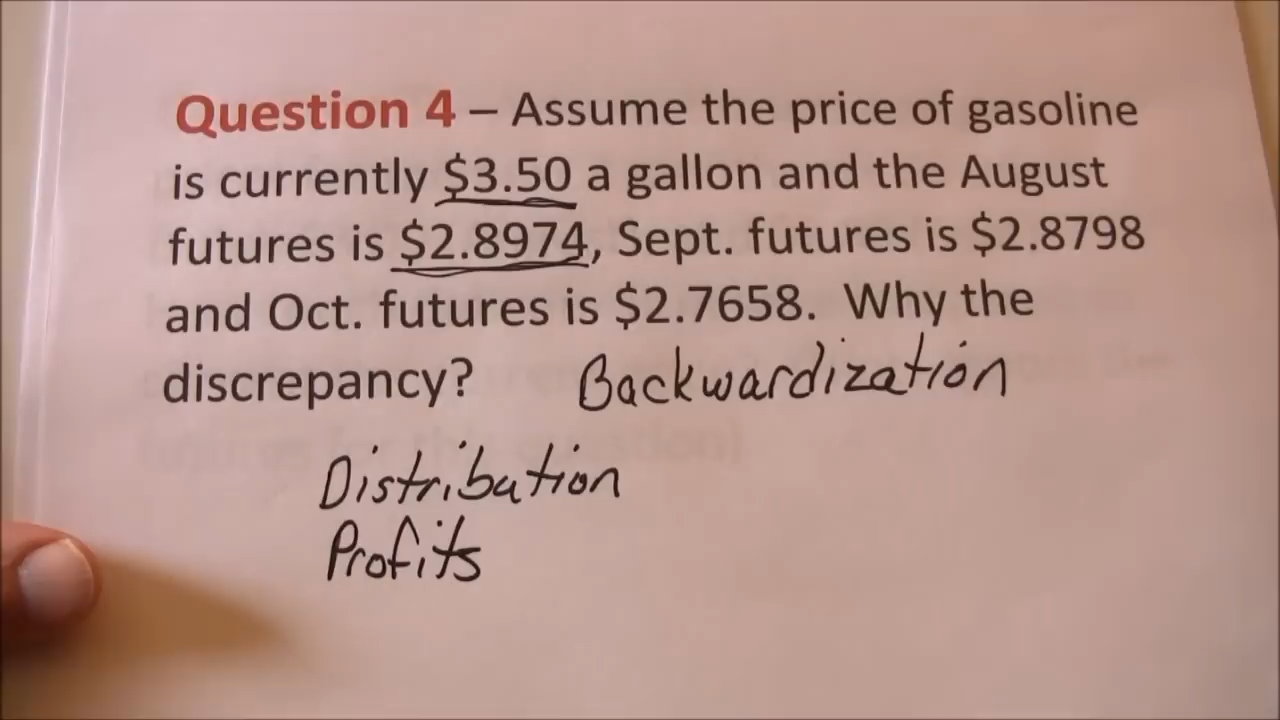 Question 4 – Assume the price of gasoline
is currently $3.50 a gallon and the August
futures is $2.8974, Sept. futures is $2.8798
and Oct. futures is $2.7658. Why the
discrepancy? Backwardization
Distribution
Profits